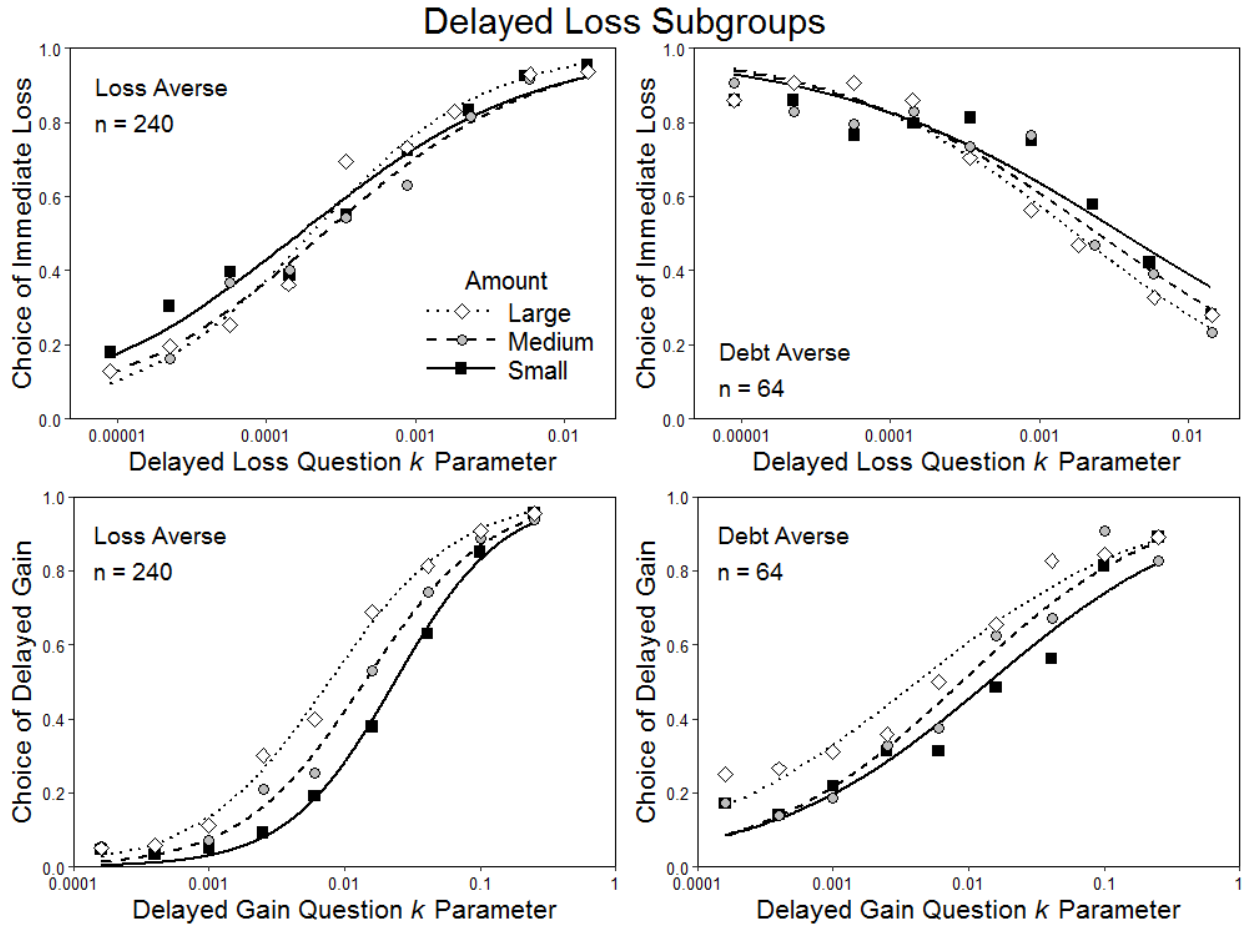 Delayed Loss Subgroups
Choice of Immediate Loss
1.0
0.8
0.6
0.4
0.2
0.0
Loss Averse
n = 240
Amount
Large
Medium
Small
0.00001
0.0001
0.001
0.01
Delayed Loss Question k Parameter
Choice of Immediate Loss
1.0
0.8
0.6
0.4
0.2
0.0
Debt Averse
n = 64
0.00001
0.0001
0.001
0.01
Delayed Loss Question k Parameter
Choice of Delayed Gain
1.0
0.8
0.6
0.4
0.2
0.0
Loss Averse
n = 240
0.0001
0.001
0.01
0.1
1
Delayed Gain Question k Parameter
Choice of Delayed Gain
1.0
0.8
0.6
0.4
0.2
0.0
Debt Averse
n = 64
0.0001
0.001
0.01
0.1
1
Delayed Gain Question k Parameter